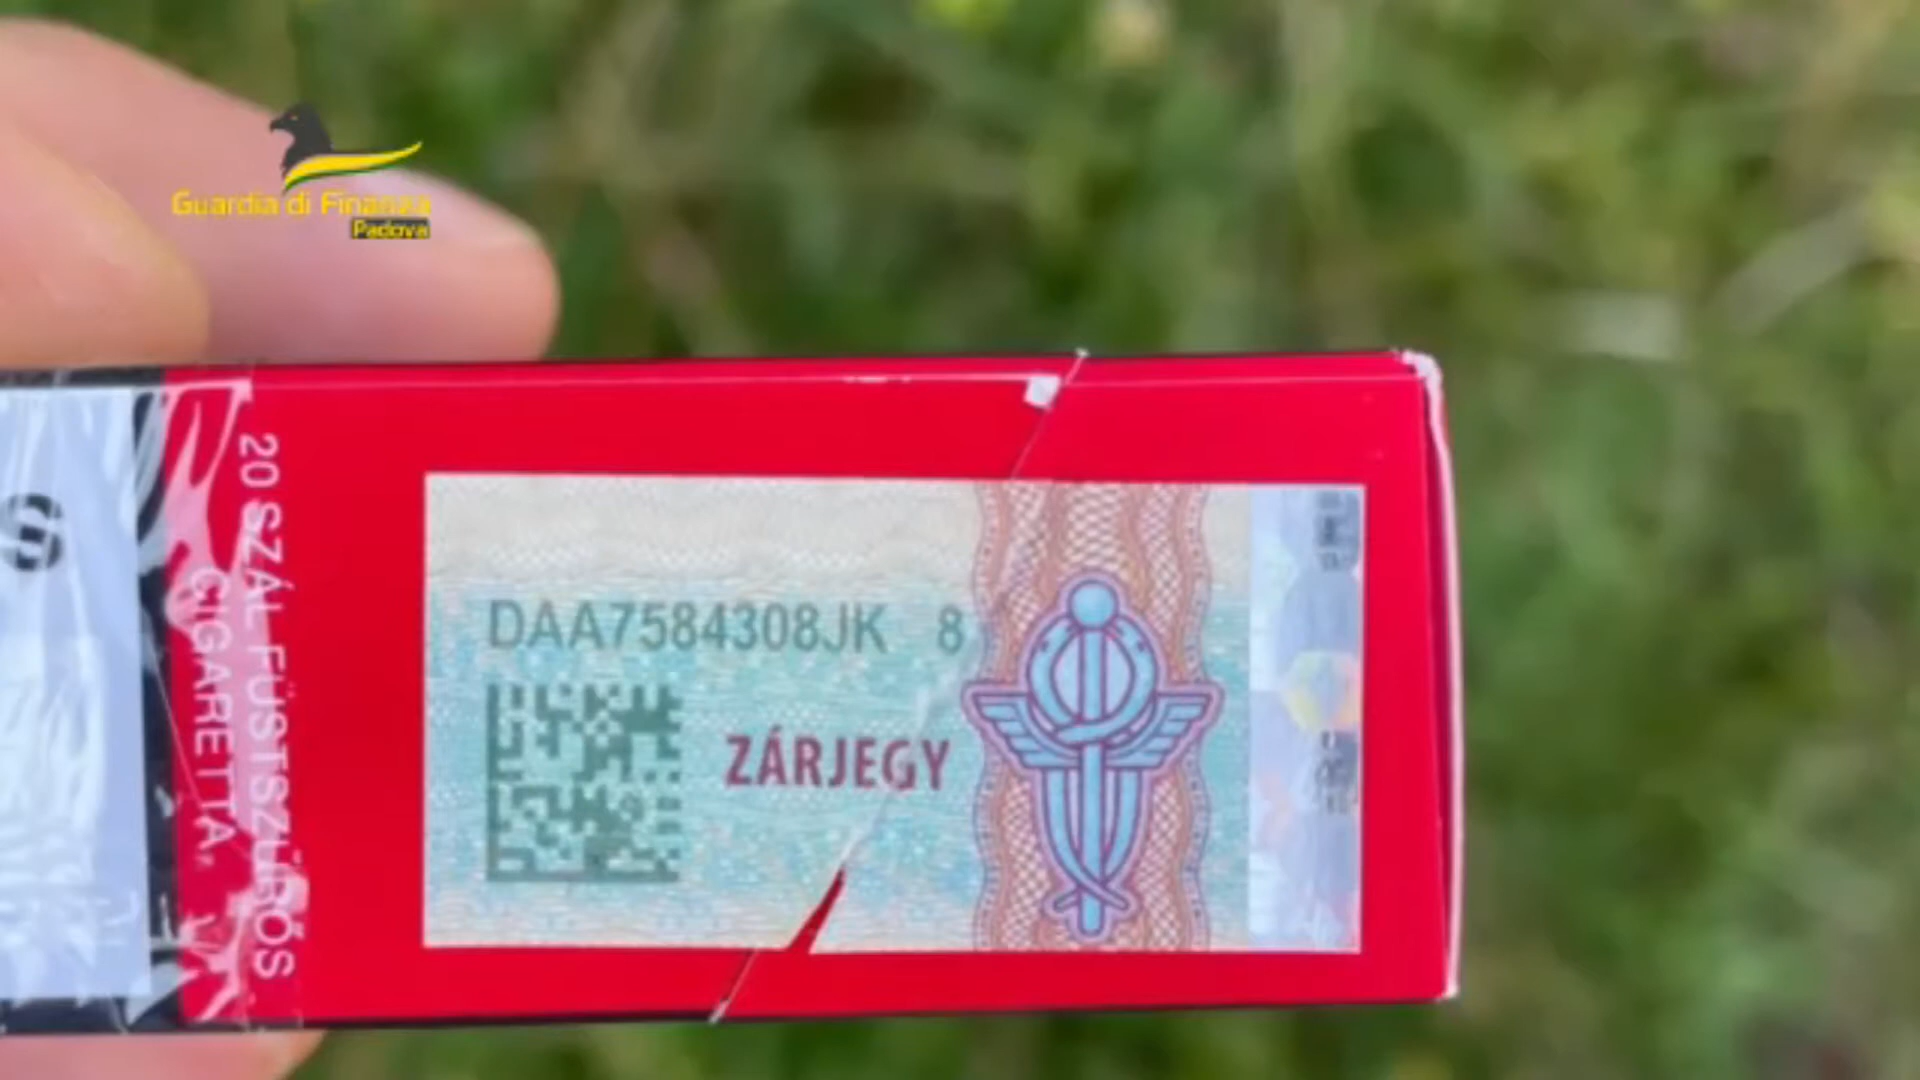 Guardia di Finanza
Padova
S
20 SZÁL FÜSTSZŰRŐS
CIGARETTA,
DAA7584308JK 8
ZÁRJEGY